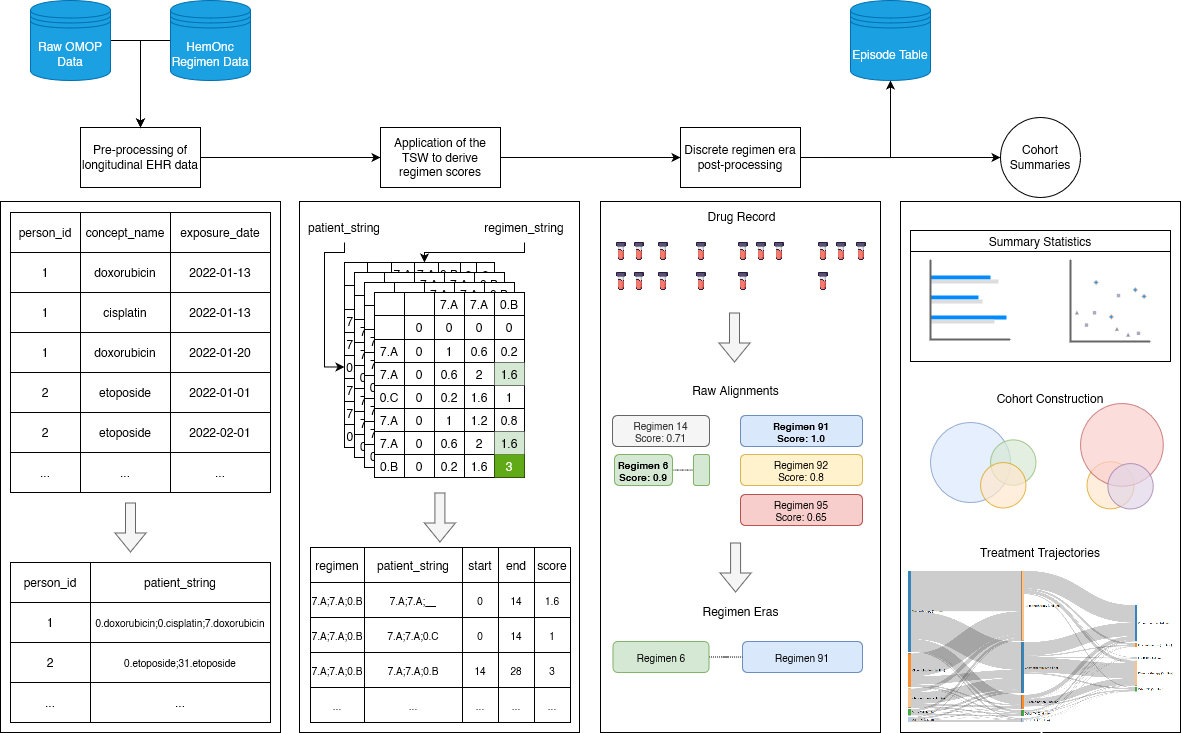 Raw OMOP
Data
HemOnc
Regimen Data
Episode Table
Pre-processing of
longitudinal EHR data
Application of the
TSW to derive
regimen scores
Discrete regimen era
post-processing
Cohort
Summaries
person_id concept_name exposure_date
1 doxorubicin 2022-01-13
1 cisplatin 2022-01-13
1 doxorubicin 2022-01-20
2 etoposide 2022-01-01
2 etoposide 2022-02-01
... ... ...
person_id patient_string
1 0.doxorubicin;0.cisplatin;7.doxorubicin
2 0.etoposide;31.etoposide
... ...
patient_string regimen_string
7.A 7.A 0.B
0 0 0 0
7.A 0 1 0.6 0.2
7.A 0 0.6 2 1.6
0.C 0 0.2 1.6 1
7.A 0 1 1.2 0.8
7.A 0 0.6 2 1.6
0.B 0 0.2 1.6 3
regimen patient_string start end score
7.A;7.A;0.B 7.A;7.A;__ 0 14 1.6
7.A;7.A;0.B 7.A;7.A;0.C 0 14 1
7.A;7.A;0.B 7.A;7.A;0.B 14 28 3
... ... ... ... ...
Drug Record
Raw Alignments
Regimen 14
Score: 0.71
Regimen 91
Score: 1.0
Regimen 6
Score: 0.9
Regimen 92
Score: 0.8
Regimen 95
Score: 0.65
Regimen Eras
Regimen 6 Regimen 91
Summary Statistics
Cohort Construction
Treatment Trajectories